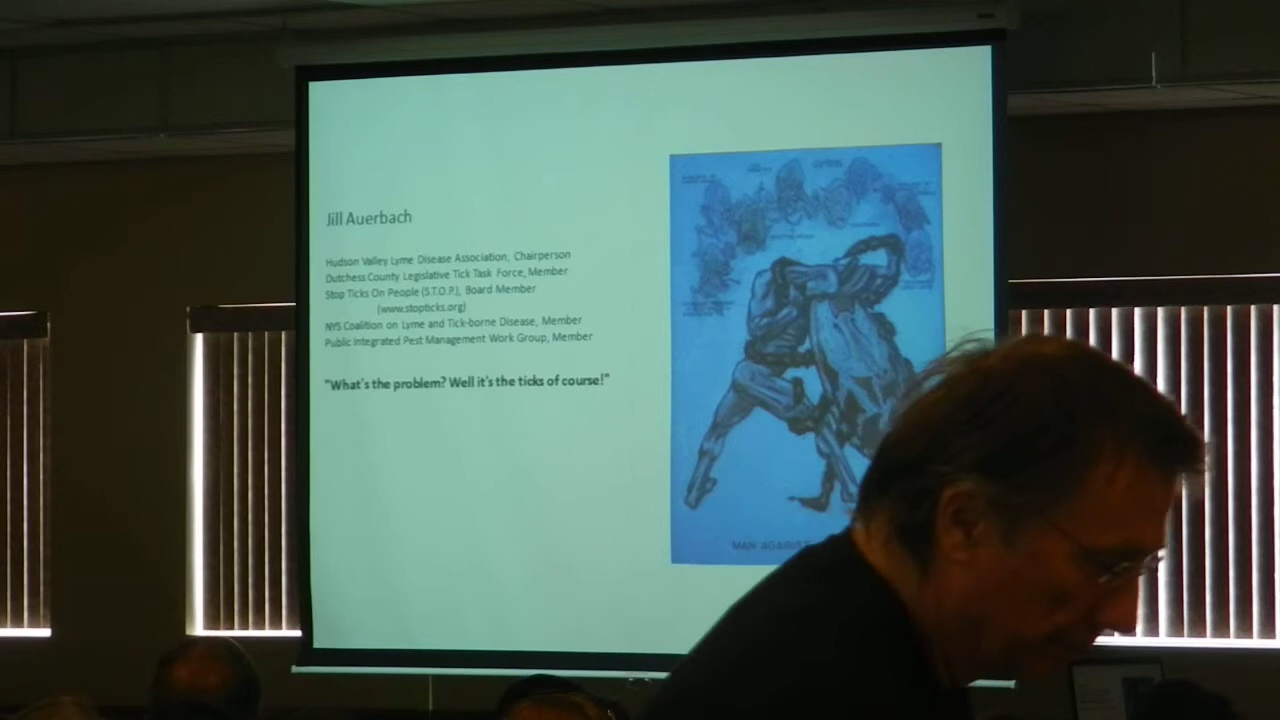 Jill Auerbach
Hudson Valley Lyme Disease Association, Chairperson
Dutchess County Legislative Tick Task Force, Member
Stop Ticks On People (S.T.O.P.), Board Member
(www.stopticks.org)
NYS Coalition on Lyme and Tick-borne Disease, Member
Public Integrated Pest Management Work Group, Member
"What's the problem? Well it's the ticks of course!"
MAN AGAINST